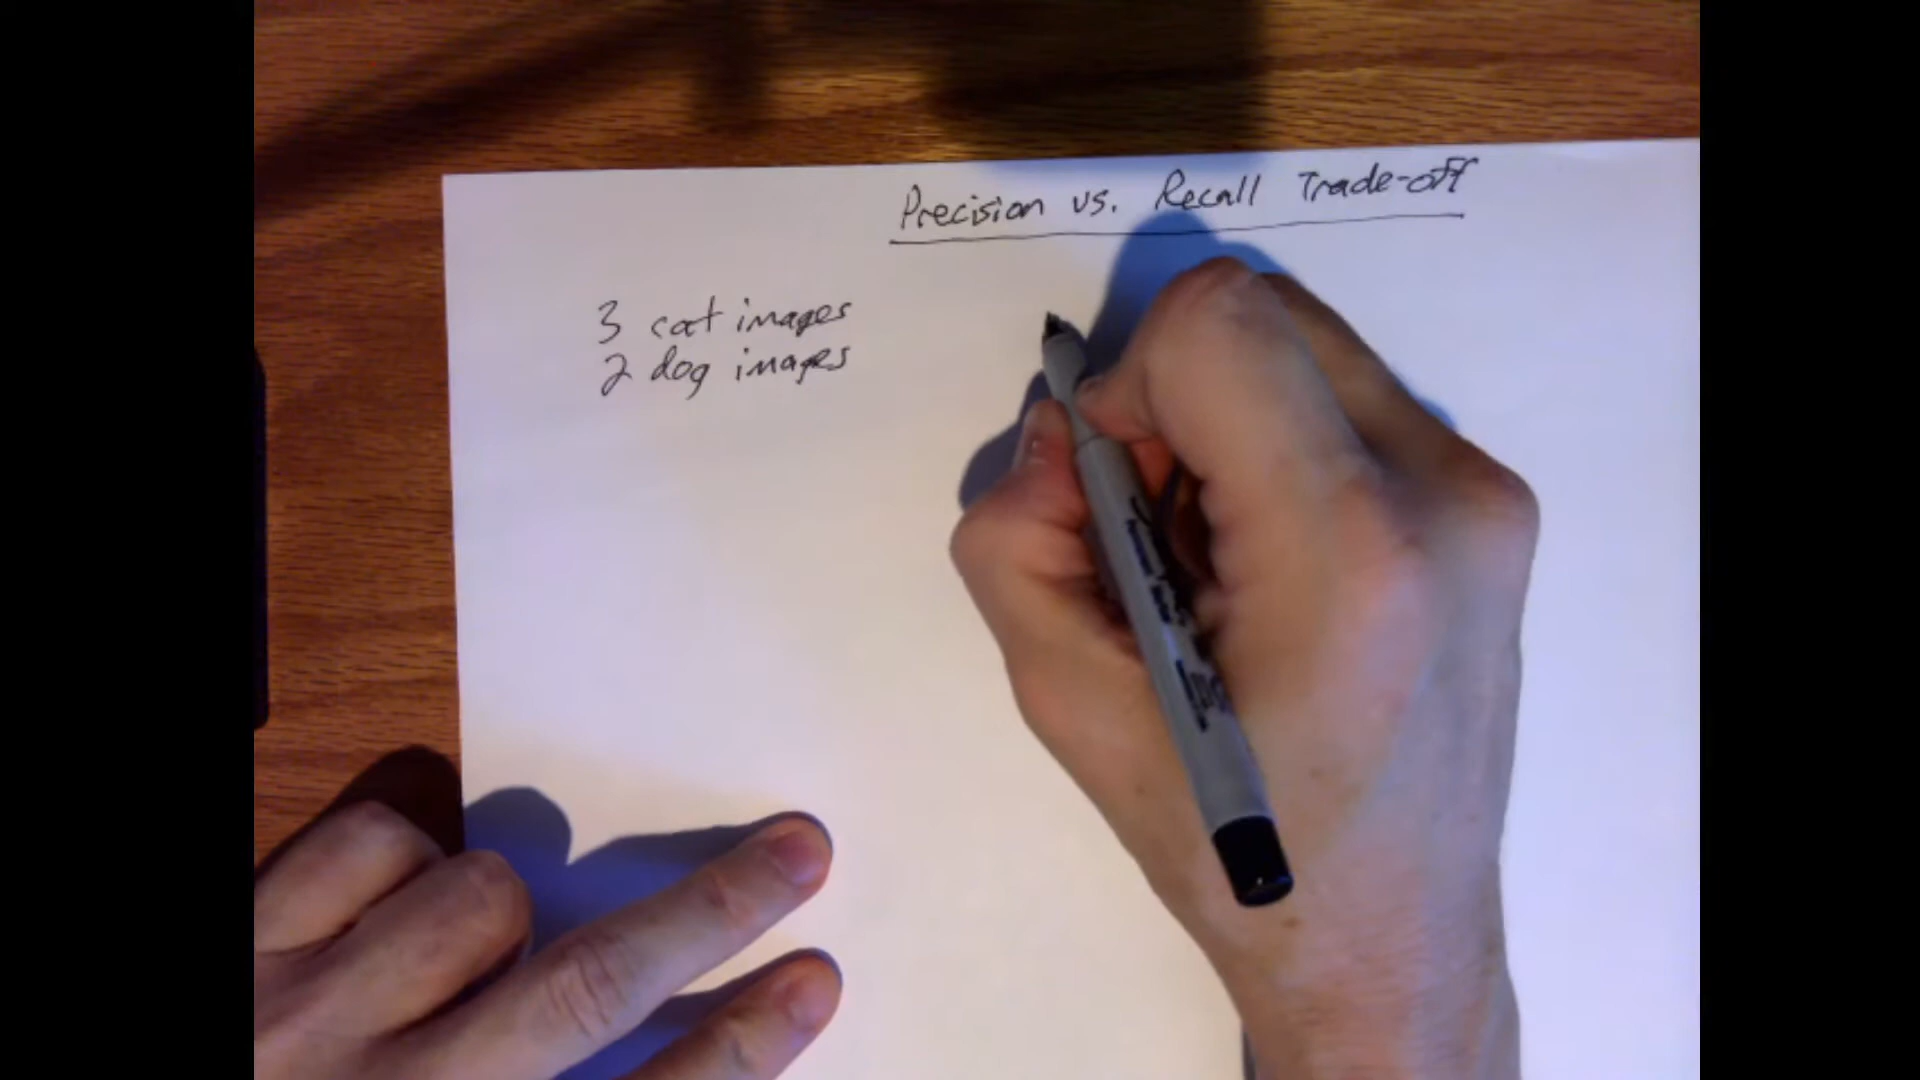 Precision vs. Recall Trade-off
3 cat images
2 dog images